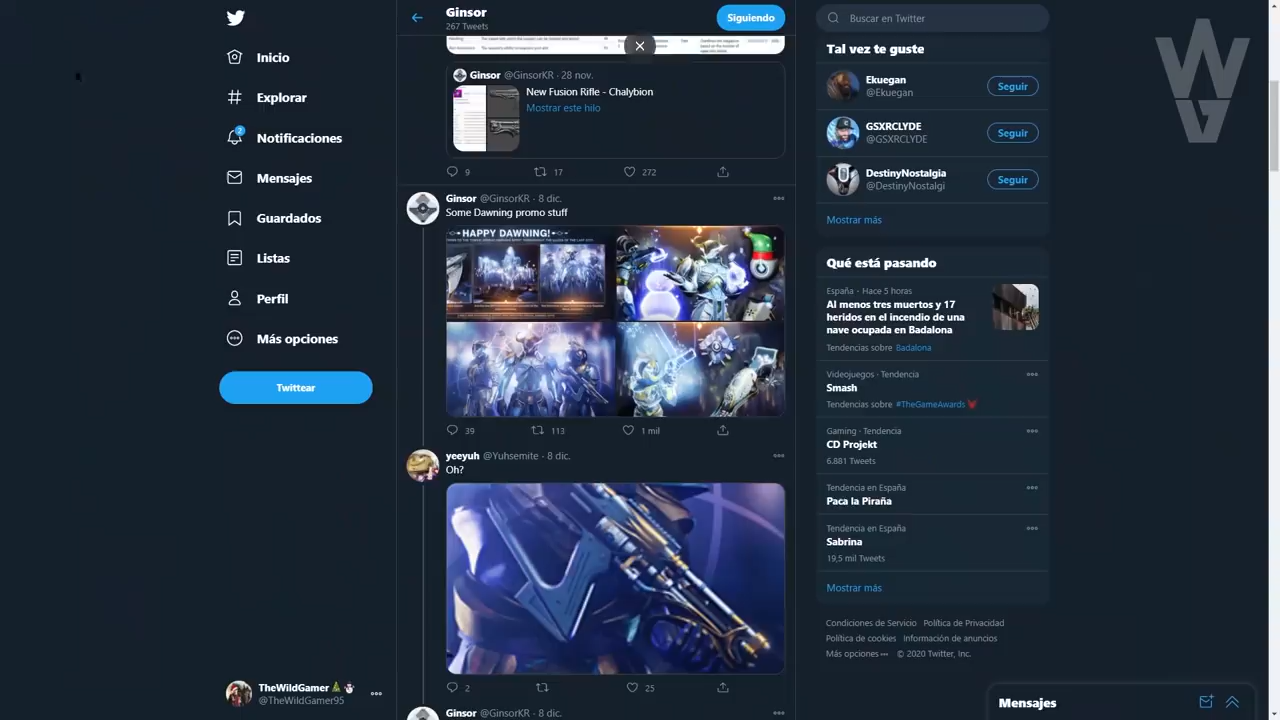 Inicio
Explorar
Notificaciones
Mensajes
Guardados
Listas
Perfil
Más opciones
Twittear
TheWildGamer
@TheWildGamer95
Ginsor
267 Tweets
Siguiendo
Ginsor @GinsorKR · 28 nov.
New Fusion Rifle - Chalybion
Mostrar este hilo
9
17
272
Ginsor @GinsorKR · 8 dic.
Some Dawning promo stuff
HAPPY DAWNING!
39
113
1 mil
yeeyuh @Yuhsemite · 8 dic.
Oh?
2
25
Ginsor @GinsorKR · 8 dic.
Buscar en Twitter
Tal vez te guste
Ekuegan
@Ekuegan
Seguir
GSXRCLYDE
@GSXRCLYDE
Seguir
DestinyNostalgia
@DestinyNostalgi
Seguir
Mostrar más
Qué está pasando
España · Hace 5 horas
Al menos tres muertos y 17
heridos en el incendio de una
nave ocupada en Badalona
Tendencias sobre Badalona
Videojuegos · Tendencia
Smash
Tendencias sobre #TheGameAwards
Gaming · Tendencia
CD Projekt
6.881 Tweets
Tendencia en España
Paca la Piraña
Tendencia en España
Sabrina
19,5 mil Tweets
Mostrar más
Condiciones de Servicio Política de Privacidad
Política de cookies Información de anuncios
Más opciones © 2020 Twitter, Inc.
Mensajes